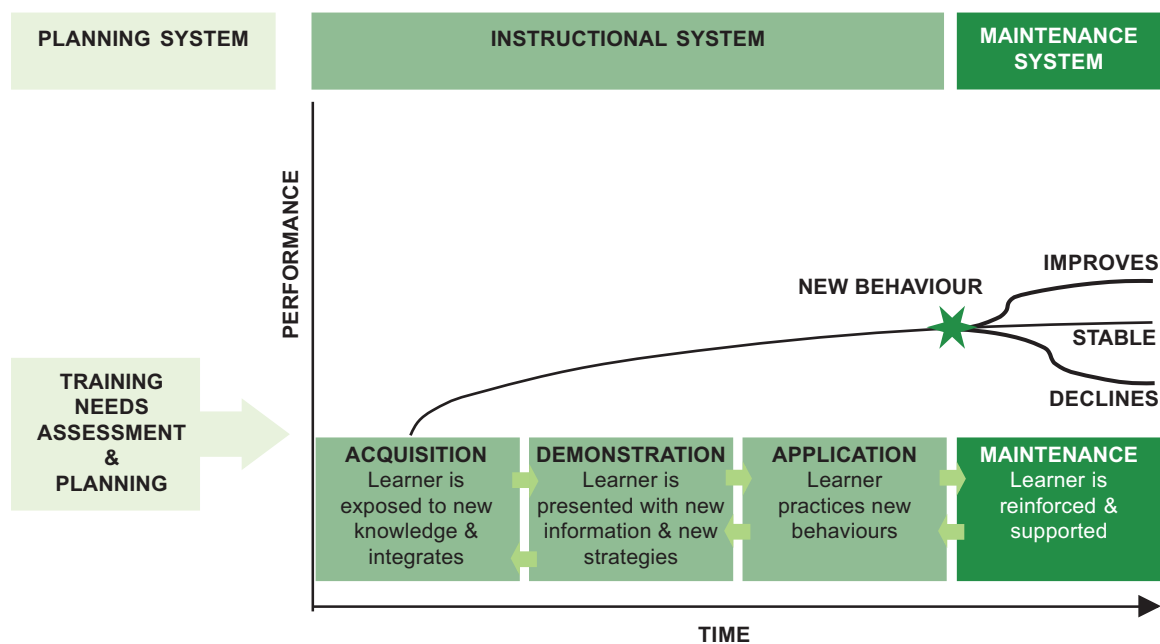 PLANNING SYSTEM
INSTRUCTIONAL SYSTEM
MAINTENANCE
SYSTEM
PERFORMANCE
NEW BEHAVIOUR
IMPROVES
STABLE
DECLINES
TRAINING
NEEDS
ASSESSMENT
&
PLANNING
ACQUISITION
Learner is
exposed to new
knowledge &
integrates
DEMONSTRATION
Learner is
presented with new
information & new
strategies
APPLICATION
Learner
practices new
behaviours
MAINTENANCE
Learner is
reinforced &
supported
TIME